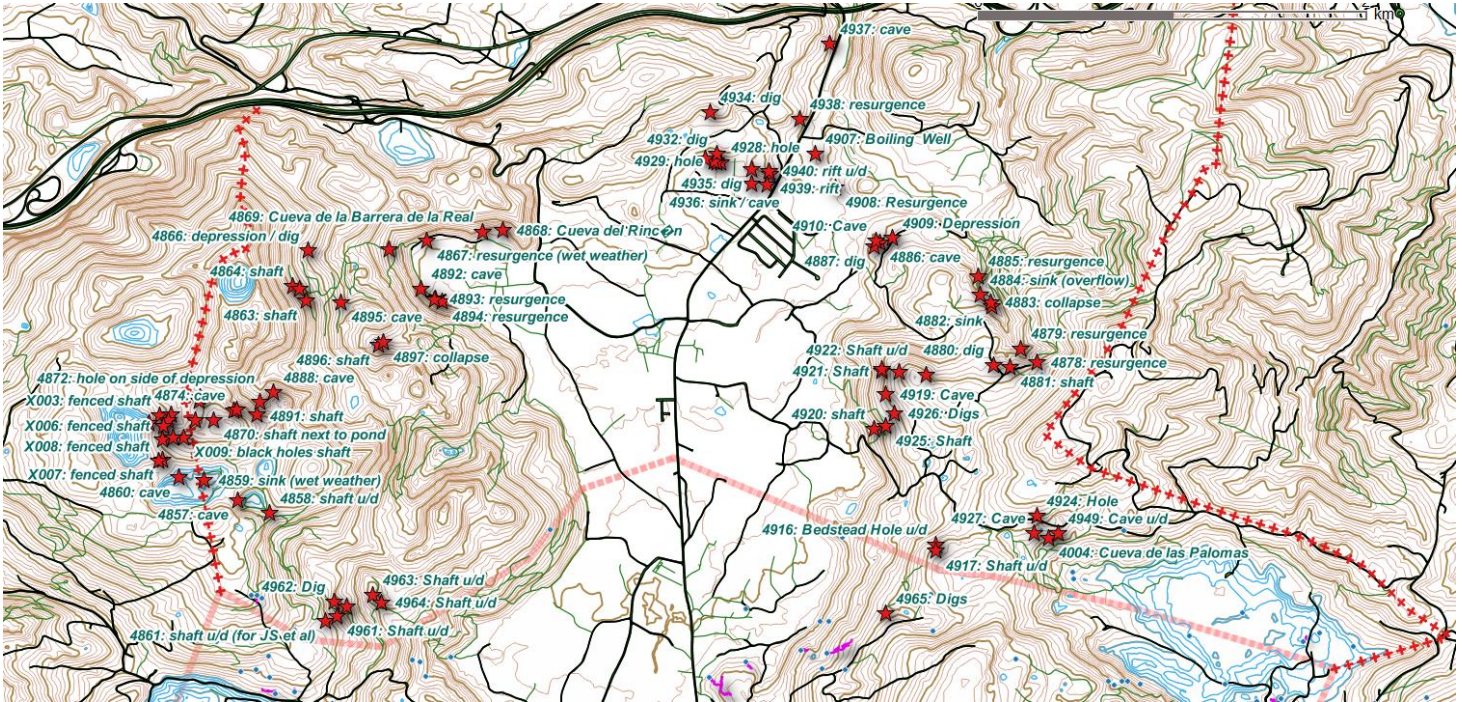 km
4937: cave
4934: dig
4938: resurgence
4932: dig
4928: hole
4907: Boiling Well
4929: hole
4940: rift u/d
4935: dig
4939: rift
4936: sink / cave
4908: Resurgence
4869: Cueva de la Barrera de la Real
4910: Cave
4909: Depression
4868: Cueva del Rinc�n
4866: depression / dig
4867: resurgence (wet weather)
4887: dig
4886: cave
4885: resurgence
4864: shaft
4892: cave
4884: sink (overflow)
4893: resurgence
4883: collapse
4863: shaft
4895: cave
4894: resurgence
4882: sink
4879: resurgence
4922: Shaft u/d
4880: dig
4896: shaft
4897: collapse
4878: resurgence
4921: Shaft
4872: hole on side of depression
4888: cave
4881: shaft
4874: cave
4919: Cave
X003: fenced shaft
4891: shaft
4920: shaft
4926: Digs
X006: fenced shaft
4870: shaft next to pond
4925: Shaft
X008: fenced shaft
X009: black holes shaft
X007: fenced shaft
4859: sink (wet weather)
4860: cave
4858: shaft u/d
4924: Hole
4857: cave
4927: Cave
4949: Cave u/d
4916: Bedstead Hole u/d
4004: Cueva de las Palomas
4917: Shaft u/d
4963: Shaft u/d
4962: Dig
4964: Shaft u/d
4965: Digs
4861: shaft u/d (for JS et al)
4961: Shaft u/d